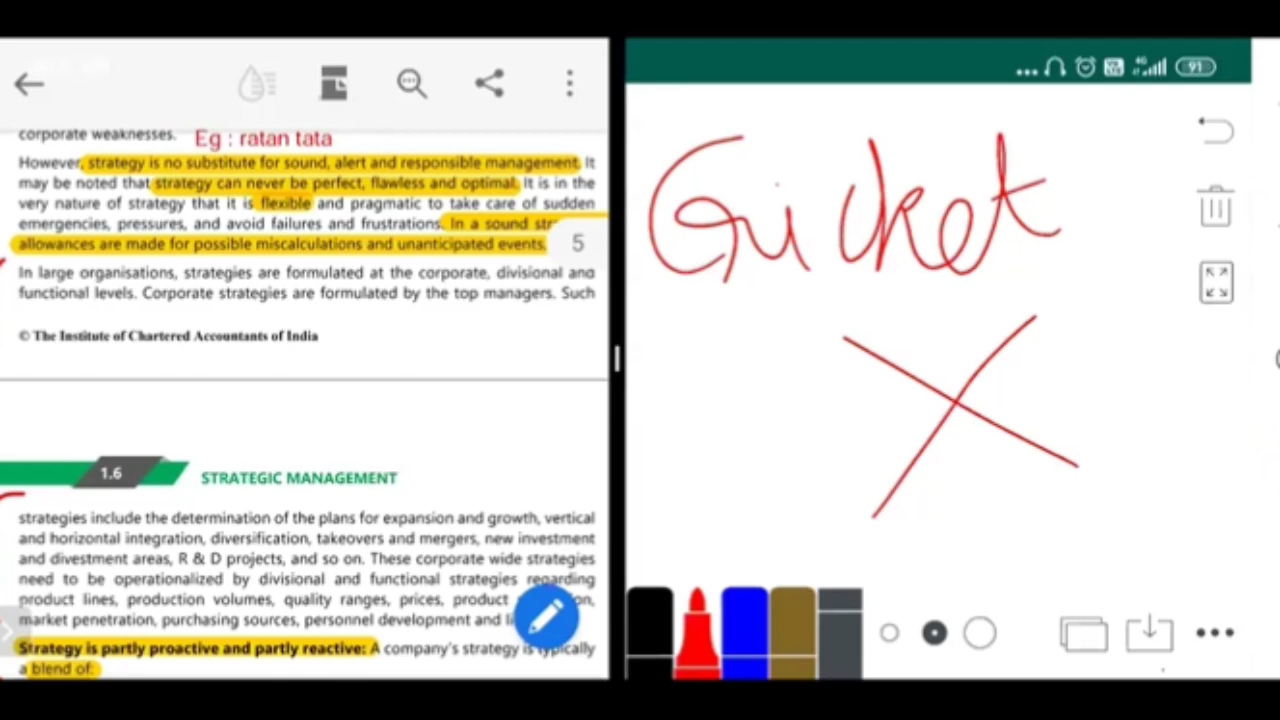 corporate weaknesses. Eg : ratan tata
However, strategy is no substitute for sound, alert and responsible management. It
may be noted that strategy can never be perfect, flawless and optimal. It is in the
very nature of strategy that it is flexible and pragmatic to take care of sudden
emergencies, pressures, and avoid failures and frustrations. In a sound
allowances are made for possible miscalculations and unanticipated events.
5
In large organisations, strategies are formulated at the corporate, divisional and
functional levels. Corporate strategies are formulated by the top managers. Such
© The Institute of Chartered Accountants of India
1.6 STRATEGIC MANAGEMENT
strategies include the determination of the plans for expansion and growth, vertical
and horizontal integration, diversification, takeovers and mergers, new investment
and divestment areas, R & D projects, and so on. These corporate wide strategies
need to be operationalized by divisional and functional strategies regarding
product lines, production volumes, quality ranges, prices, product
market penetration, purchasing sources, personnel development and
Strategy is partly proactive and partly reactive: A company's strategy is typically
a blend of:
4G
91
Cricket